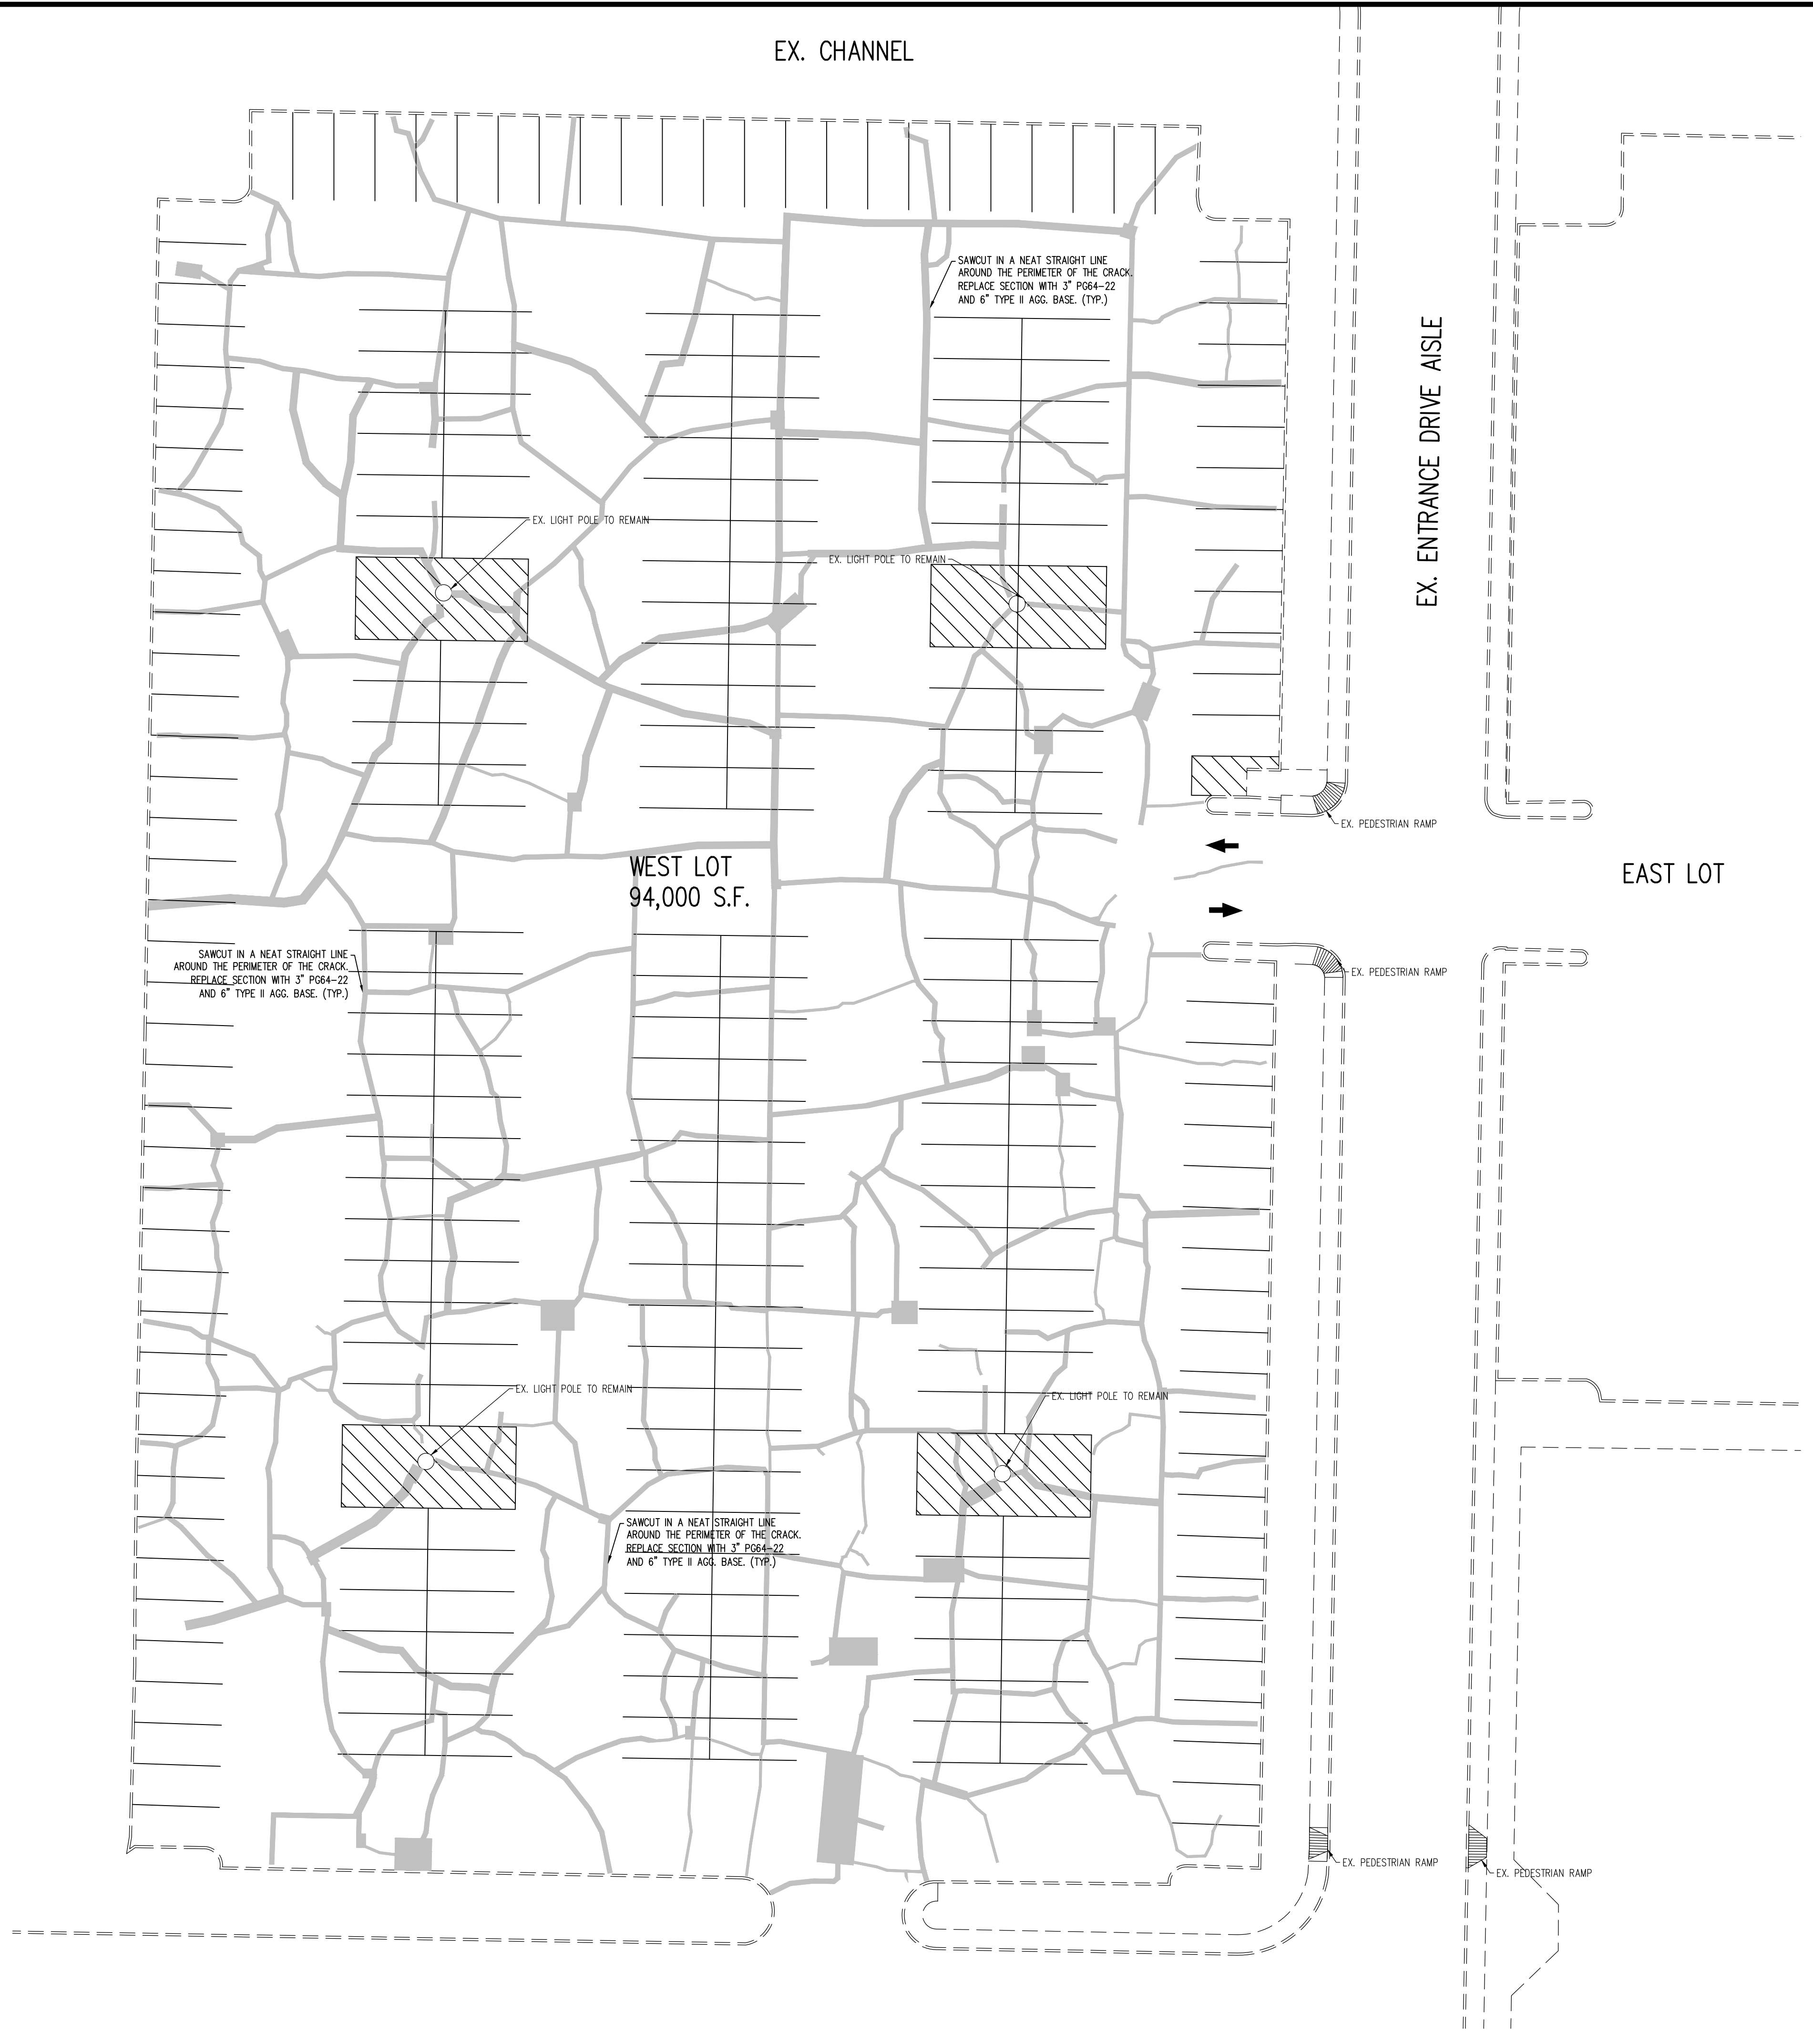 EX. CHANNEL
SAWCUT IN A NEAT STRAIGHT LINE
AROUND THE PERIMETER OF THE CRACK.
REPLACE SECTION WITH 3" PG64-22
AND 6" TYPE II AGG. BASE. (TYP.)
EX. ENTRANCE DRIVE AISLE
EX. LIGHT POLE TO REMAIN
EX. LIGHT POLE TO REMAIN
EX. PEDESTRIAN RAMP
WEST LOT
94,000 S.F.
EAST LOT
SAWCUT IN A NEAT STRAIGHT LINE
AROUND THE PERIMETER OF THE CRACK.
REPLACE SECTION WITH 3" PG64-22
AND 6" TYPE II AGG. BASE. (TYP.)
EX. PEDESTRIAN RAMP
EX. LIGHT POLE TO REMAIN
EX. LIGHT POLE TO REMAIN
SAWCUT IN A NEAT STRAIGHT LINE
AROUND THE PERIMETER OF THE CRACK.
REPLACE SECTION WITH 3" PG64-22
AND 6" TYPE II AGG. BASE. (TYP.)
EX. PEDESTRIAN RAMP
EX. PEDESTRIAN RAMP